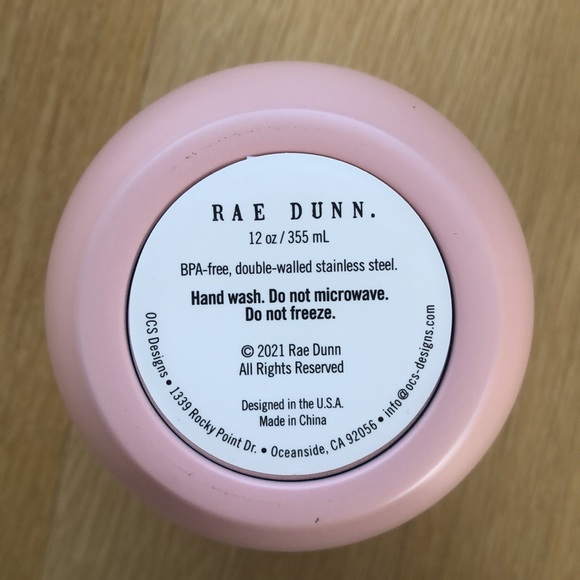 RAE DUNN.
12 oz / 355 mL
BPA-free, double-walled stainless steel.
Hand wash. Do not microwave.
Do not freeze.
© 2021 Rae Dunn
All Rights Reserved
Designed in the U.S.A.
Made in China
OCS Designs • 1339 Rocky Point Dr. • Oceanside, CA 92056 • info@ocs-designs.com